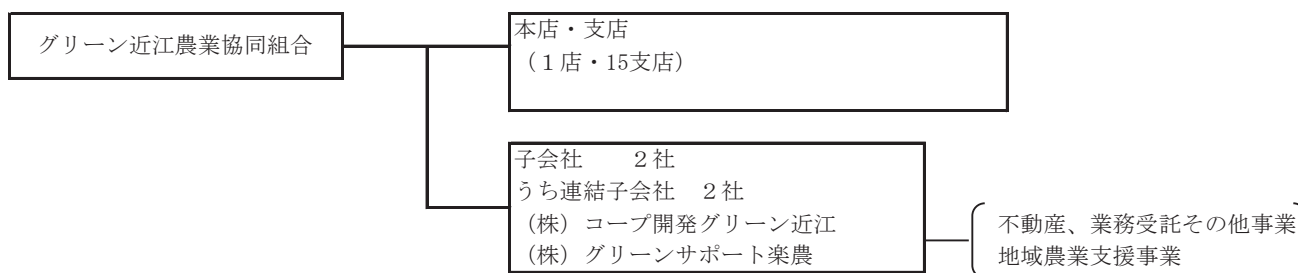 グリーン近江農業協同組合
本店・支店
（１店・15支店）
子会社　　２社
うち連結子会社　２社
（株）コープ開発グリーン近江
（株）グリーンサポート楽農
不動産、業務受託その他事業
地域農業支援事業